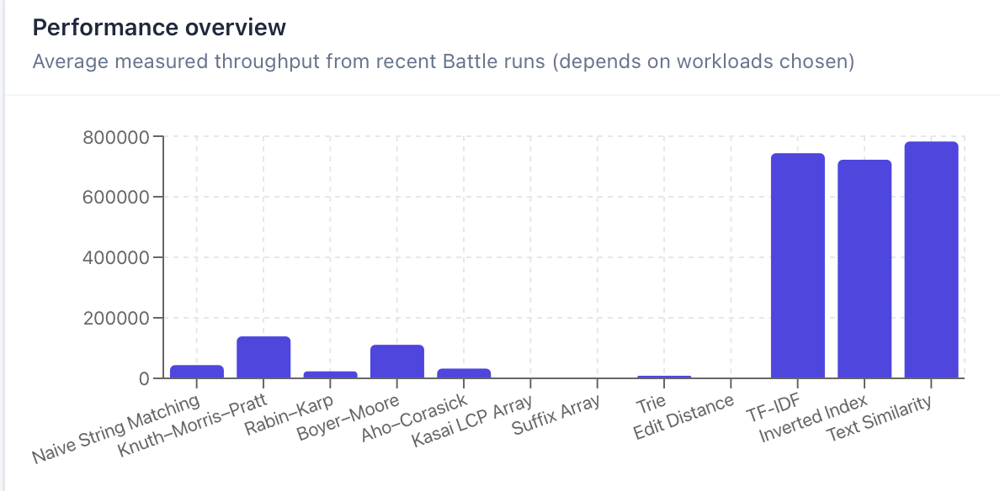 Performance overview
Average measured throughput from recent Battle runs (depends on workloads chosen)
800000
600000
400000
200000
0
Naive String Matching
Knuth–Morris–Pratt
Rabin–Karp
Boyer–Moore
Aho–Corasick
Kasai LCP Array
Suffix Array
Trie
Edit Distance
TF-IDF
Inverted Index
Text Similarity